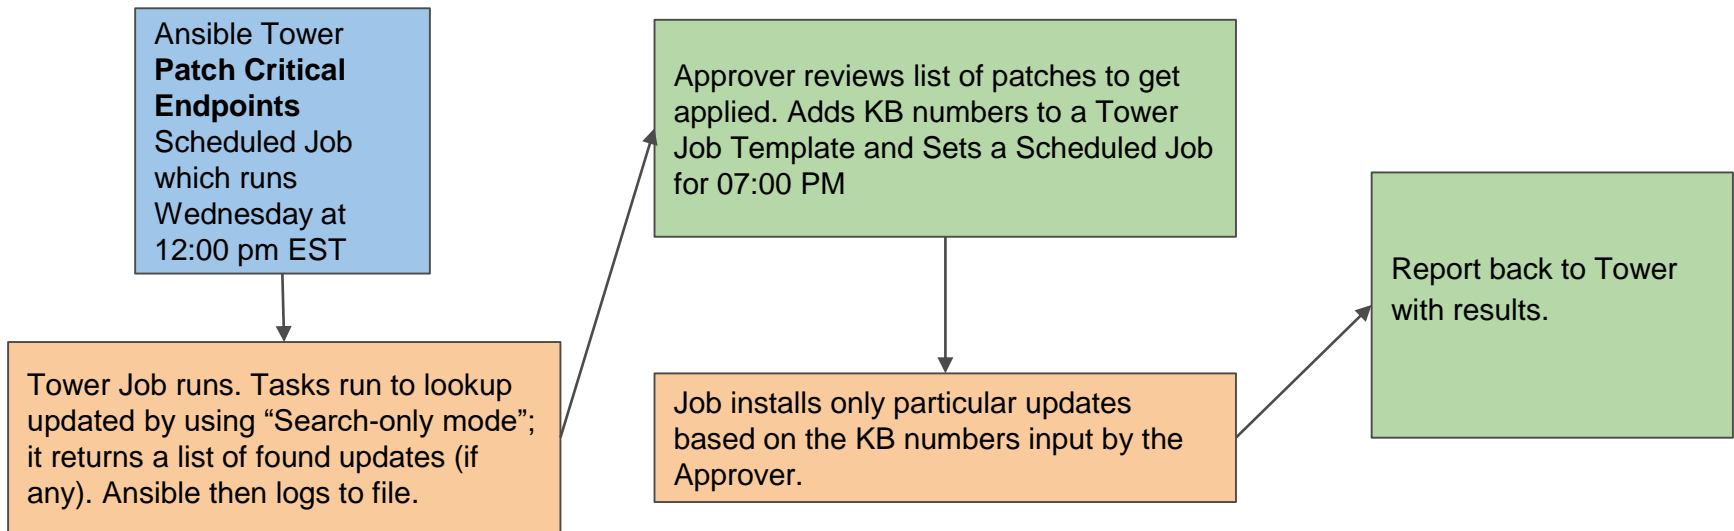 Ansible Tower
Patch Critical
Endpoints
Scheduled Job
which runs
Wednesday at
12:00 pm EST
Tower Job runs. Tasks run to lookup
updated by using “Search-only mode”;
it returns a list of found updates (if
any). Ansible then logs to file.
Approver reviews list of patches to get
applied. Adds KB numbers to a Tower
Job Template and Sets a Scheduled Job
for 07:00 PM
Job installs only particular updates
based on the KB numbers input by the
Approver.
Report back to Tower
with results.